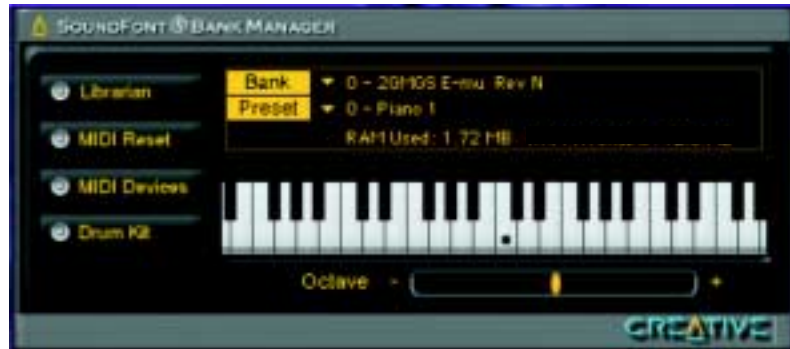 SOUNDFONT® BANK MANAGER
Librarian
MIDI Reset
MIDI Devices
Drum Kit
Bank 0 - 2GMGS E-mu Rev N
Preset 0 - Piano 1
RAM Used: 1.72 MB
Octave - +
CREATIVE